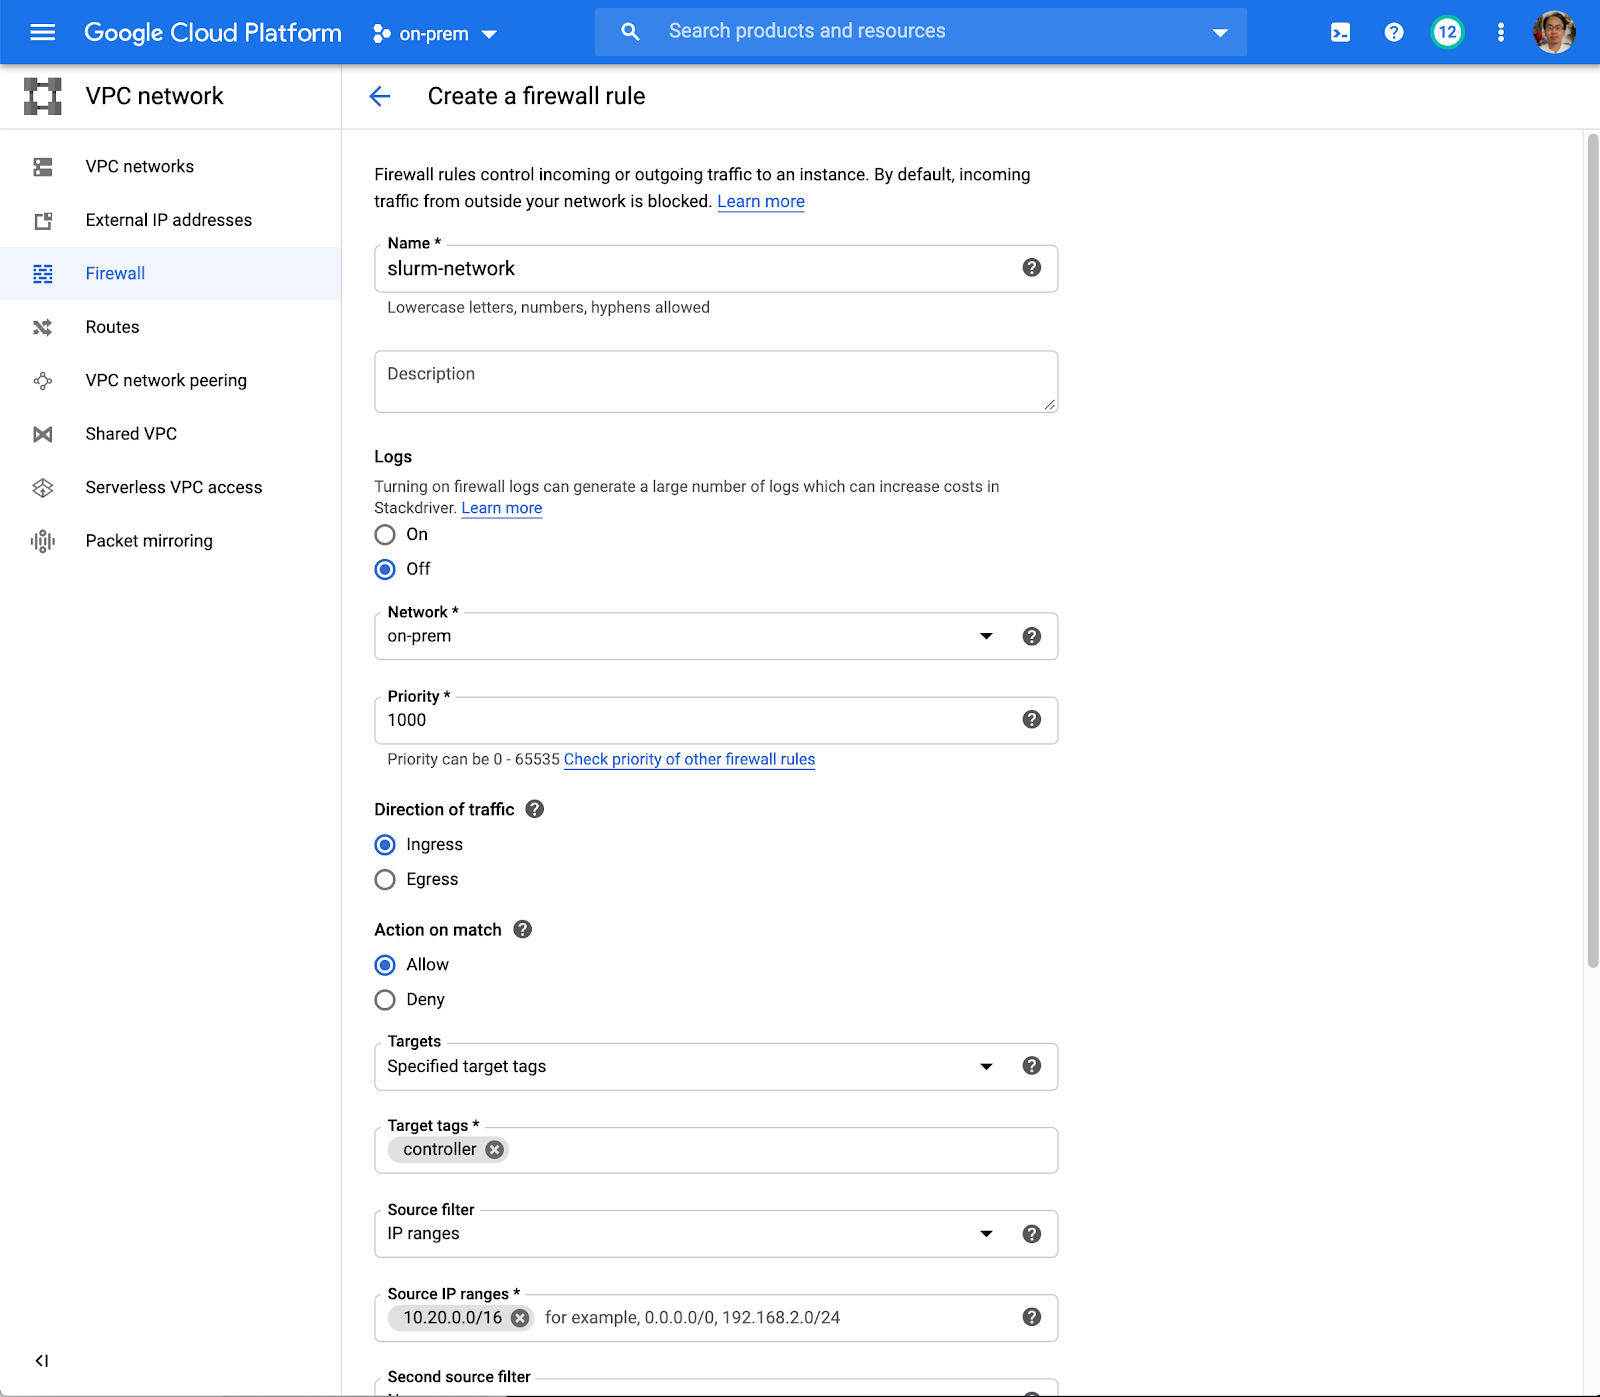 Google Cloud Platform
on-prem
Search products and resources
12
VPC network
Create a firewall rule
VPC networks
External IP addresses
Firewall
Routes
VPC network peering
Shared VPC
Serverless VPC access
Packet mirroring
Firewall rules control incoming or outgoing traffic to an instance. By default, incoming
traffic from outside your network is blocked. Learn more
Name *
slurm-network
Lowercase letters, numbers, hyphens allowed
Description
Logs
Turning on firewall logs can generate a large number of logs which can increase costs in
Stackdriver. Learn more
On
Off
Network *
on-prem
Priority *
1000
Priority can be 0 - 65535 Check priority of other firewall rules
Direction of traffic
Ingress
Egress
Action on match
Allow
Deny
Targets
Specified target tags
Target tags *
controller
Source filter
IP ranges
Source IP ranges *
10.20.0.0/16 for example, 0.0.0.0/0, 192.168.2.0/24
Second source filter